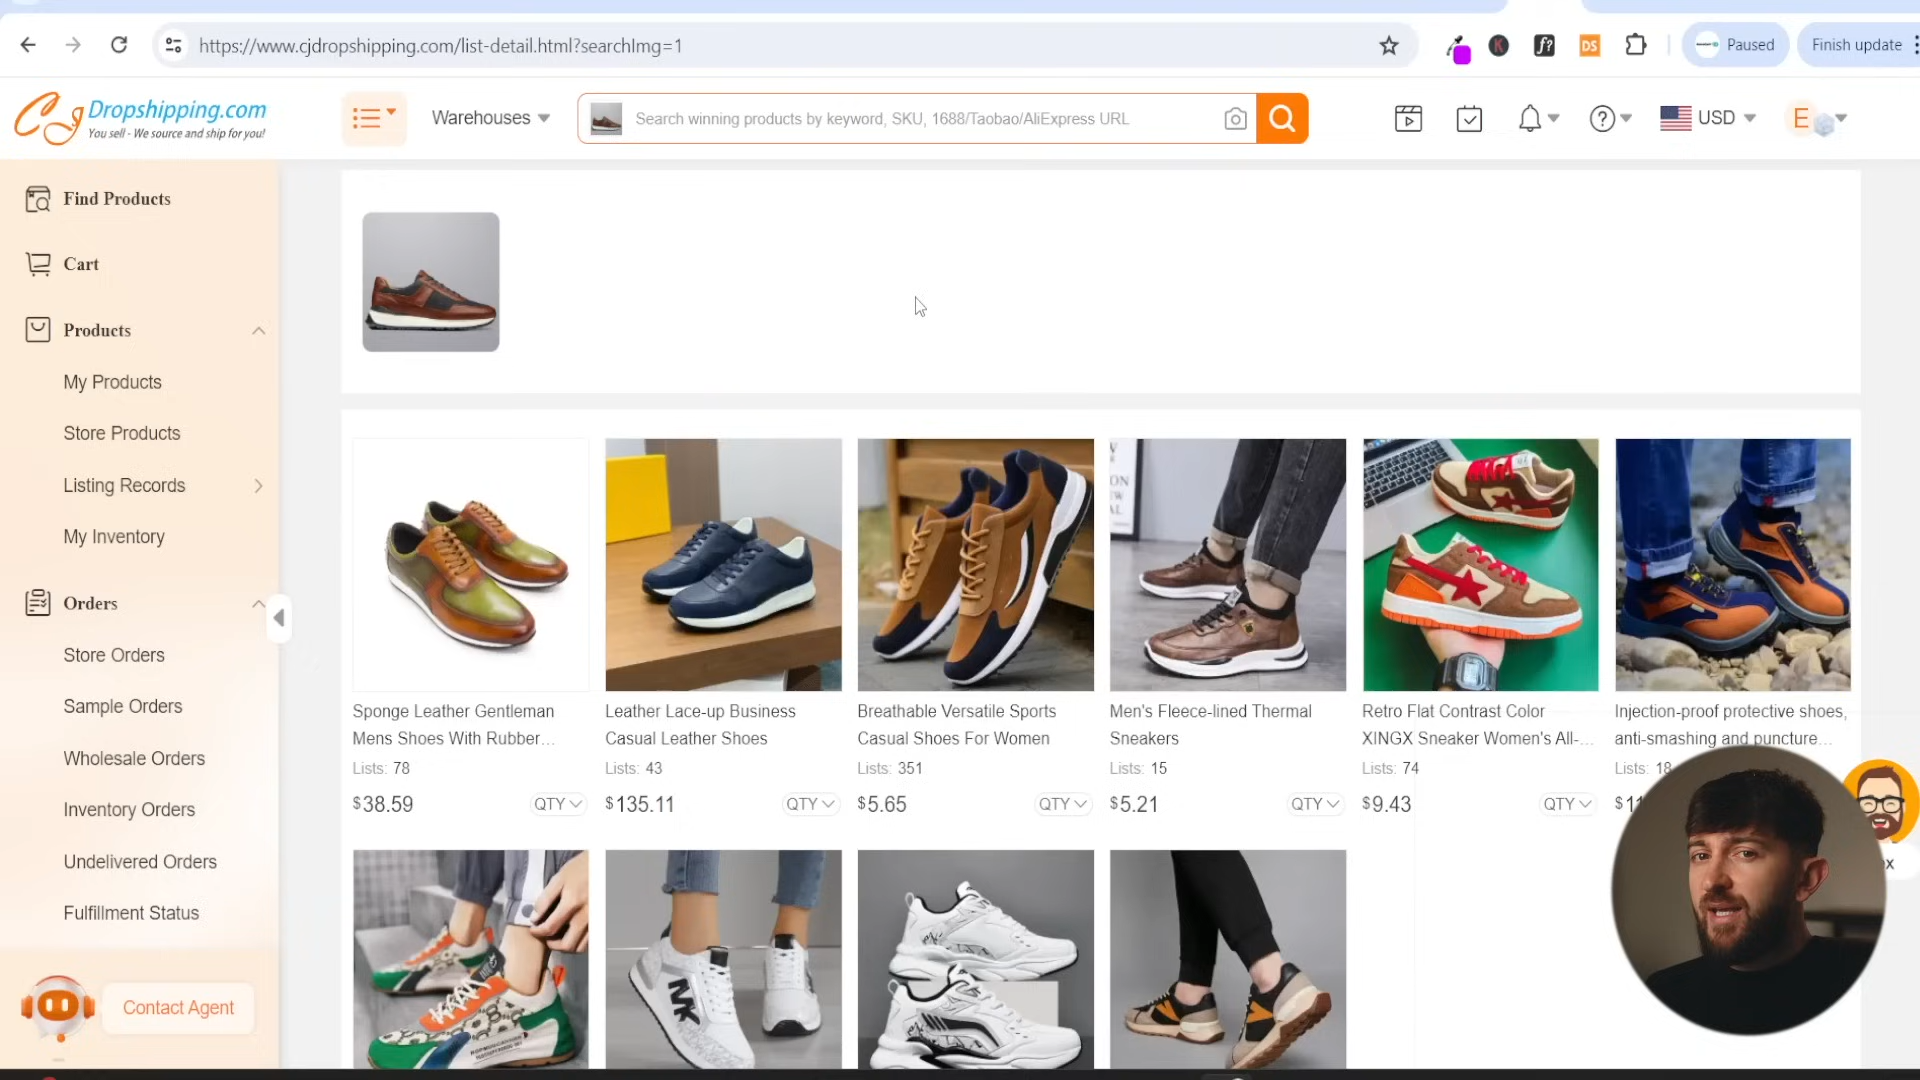 https://www.cjdropshipping.com/list-detail.html?searchImg=1
Paused
Finish update
CJ Dropshipping.com
You sell - We source and ship for you!
Warehouses
Search winning products by keyword, SKU, 1688/Taobao/AliExpress URL
USD
E
Find Products
Cart
Products
My Products
Store Products
Listing Records
My Inventory
Orders
Store Orders
Sample Orders
Wholesale Orders
Inventory Orders
Undelivered Orders
Fulfillment Status
Contact Agent
Sponge Leather Gentleman
Mens Shoes With Rubber...
Lists: 78
$38.59
QTY
Leather Lace-up Business
Casual Leather Shoes
Lists: 43
$135.11
QTY
Breathable Versatile Sports
Casual Shoes For Women
Lists: 351
$5.65
QTY
Men's Fleece-lined Thermal
Sneakers
Lists: 15
$5.21
QTY
Retro Flat Contrast Color
XINGX Sneaker Women's All-...
Lists: 74
$9.43
QTY
Injection-proof protective shoes,
anti-smashing and puncture...
Lists: 18